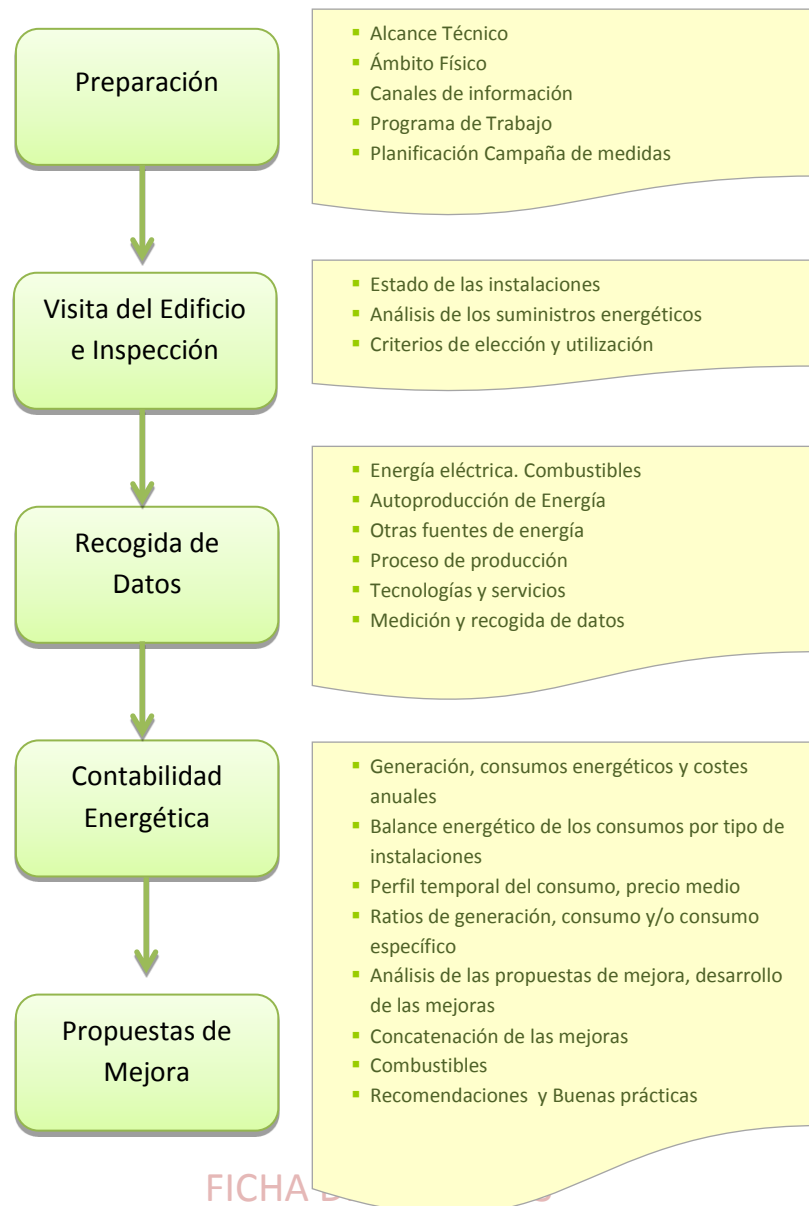 Preparación
▪ Alcance Técnico
▪ Ámbito Físico
▪ Canales de información
▪ Programa de Trabajo
▪ Planificación Campaña de medidas
Visita del Edificio
e Inspección
▪ Estado de las instalaciones
▪ Análisis de los suministros energéticos
▪ Criterios de elección y utilización
Recogida de
Datos
▪ Energía eléctrica. Combustibles
▪ Autoproducción de Energía
▪ Otras fuentes de energía
▪ Proceso de producción
▪ Tecnologías y servicios
▪ Medición y recogida de datos
Contabilidad
Energética
▪ Generación, consumos energéticos y costes
anuales
▪ Balance energético de los consumos por tipo de
instalaciones
▪ Perfil temporal del consumo, precio medio
▪ Ratios de generación, consumo y/o consumo
específico
▪ Análisis de las propuestas de mejora, desarrollo
de las mejoras
▪ Concatenación de las mejoras
▪ Combustibles
▪ Recomendaciones y Buenas prácticas
Propuestas de
Mejora
FICHA